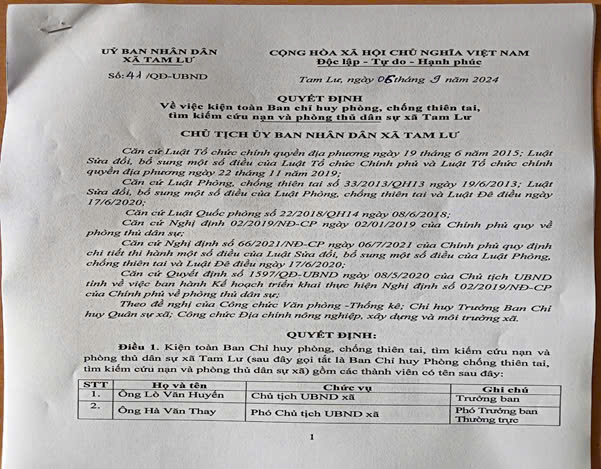 UỶ BAN NHÂN DÂN
XÃ TAM LƯ
CỘNG HÒA XÃ HỘI CHỦ NGHĨA VIỆT NAM
Độc lập - Tự do - Hạnh phúc
Số: 41/QĐ-UBND
Tam Lư, ngày 06 tháng 9 năm 2024
QUYẾT ĐỊNH
Về việc kiện toàn Ban chỉ huy phòng, chống thiên tai,
tìm kiếm cứu nạn và phòng thủ dân sự xã Tam Lư
CHỦ TỊCH ỦY BAN NHÂN DÂN XÃ TAM LƯ
Căn cứ Luật Tổ chức chính quyền địa phương ngày 19 tháng 6 năm 2015; Luật
Sửa đổi, bổ sung một số điều của Luật Tổ chức Chính phủ và Luật Tổ chức chính
quyền địa phương ngày 22 tháng 11 năm 2019;
Căn cứ Luật Phòng, chống thiên tai số 33/2013/QH13 ngày 19/6/2013; Luật
Sửa đổi, bổ sung một số điều của Luật Phòng, chống thiên tai và Luật Đê điều ngày
17/6/2020;
Căn cứ Luật Quốc phòng số 22/2018/QH14 ngày 08/6/2018;
Căn cứ Nghị định 02/2019/NĐ-CP ngày 02/01/2019 của Chính phủ quy về
phòng thủ dân sự;
Căn cứ Nghị định số 66/2021/NĐ-CP ngày 06/7/2021 của Chính phủ quy định
chi tiết thi hành một số điều của Luật Sửa đổi, bổ sung một số điều của Luật Phòng,
chống thiên tai và Luật Đê điều ngày 17/6/2020;
Căn cứ Quyết định số 1597/QĐ-UBND ngày 08/5/2020 của Chủ tịch UBND
tỉnh về việc ban hành Kế hoạch triển khai thực hiện Nghị định số 02/2019/NĐ-CP
của Chính phủ về phòng thủ dân sự;
Theo đề nghị của Công chức Văn phòng -Thống kê; Chỉ huy Trưởng Ban Chỉ
huy Quân sự xã; Công chức Địa chính nông nghiệp, xây dựng và môi trường xã.
QUYẾT ĐỊNH:
Điều 1. Kiện toàn Ban Chỉ huy phòng, chống thiên tai, tìm kiếm cứu nạn và
phòng thủ dân sự xã Tam Lư (sau đây gọi tắt là Ban Chỉ huy Phòng chống thiên tai,
tìm kiếm cứu nạn và phòng thủ dân sự xã) gồm các thành viên có tên sau đây:
STT Họ và tên Chức vụ Ghi chú
1. Ông Lò Văn Huyến Chủ tịch UBND xã Trưởng ban
2. Ông Hà Văn Thay Phó Chủ tịch UBND xã Phó Trưởng ban
Thường trực
1